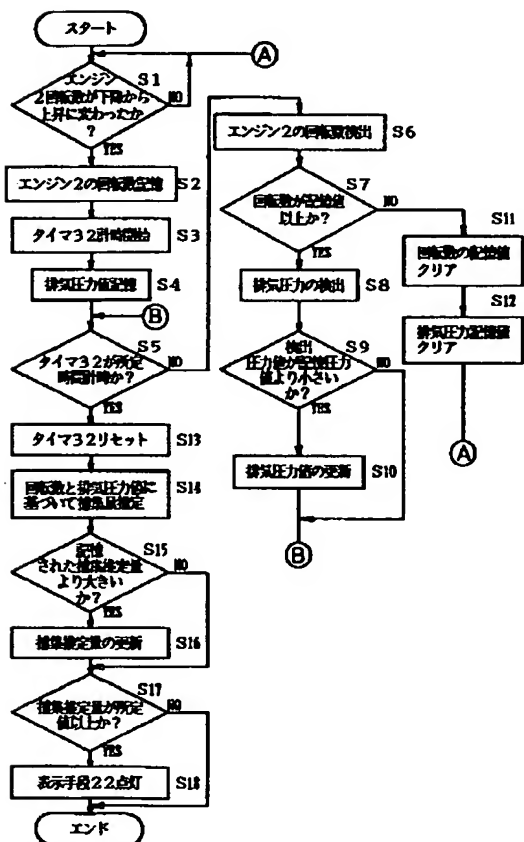 スタート
A
エンジン
S1
2回転数が下降から
上昇に変わったか
?
NO
YES
エンジン2の回転数記憶
S2
タイマ32計時開始
S3
排気圧力値記憶
S4
B
S5
タイマ32が所定
時間計時か?
NO
YES
タイマ32リセット
S13
回転数と排気圧力値に
基づいて捕集量推定
S14
S15
記憶
された捕集推定量
より大きい
か?
NO
YES
捕集推定量の更新
S16
S17
捕集推定量が所定
値以上か?
NO
YES
表示手段22点灯
S18
エンド
エンジン2の回転数検出
S6
S7
回転数が記憶値
以上か?
NO
YES
排気圧力の検出
S8
検出
S9
圧力値が記憶圧力
値より小さい
か?
NO
YES
排気圧力値の更新
S10
B
S11
回転数の記憶値
クリア
S12
排気圧力記憶値
クリア
A